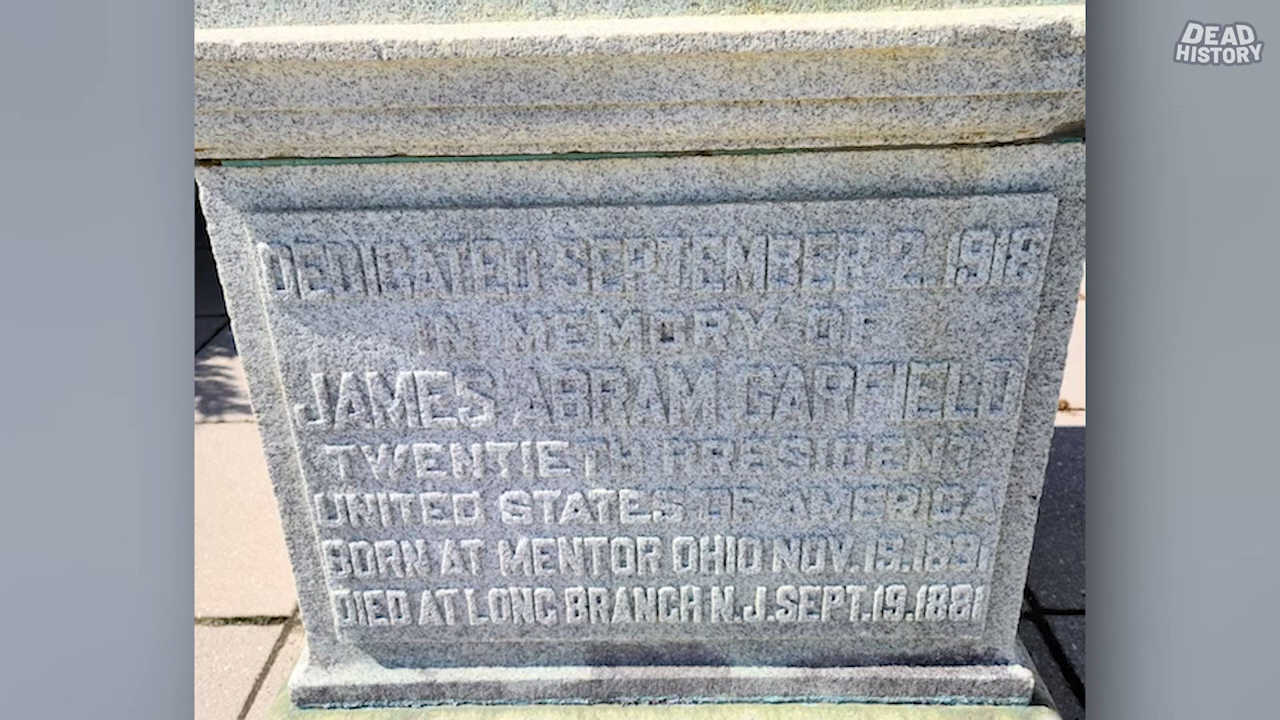 DEAD
HISTORY
DEDICATED SEPTEMBER 2, 1918
IN MEMORY OF
JAMES ABRAM GARFIELD
TWENTIETH PRESIDENT
UNITED STATES OF AMERICA
BORN AT MENTOR OHIO NOV. 19. 1831
DIED AT LONG BRANCH N.J. SEPT. 19. 1881